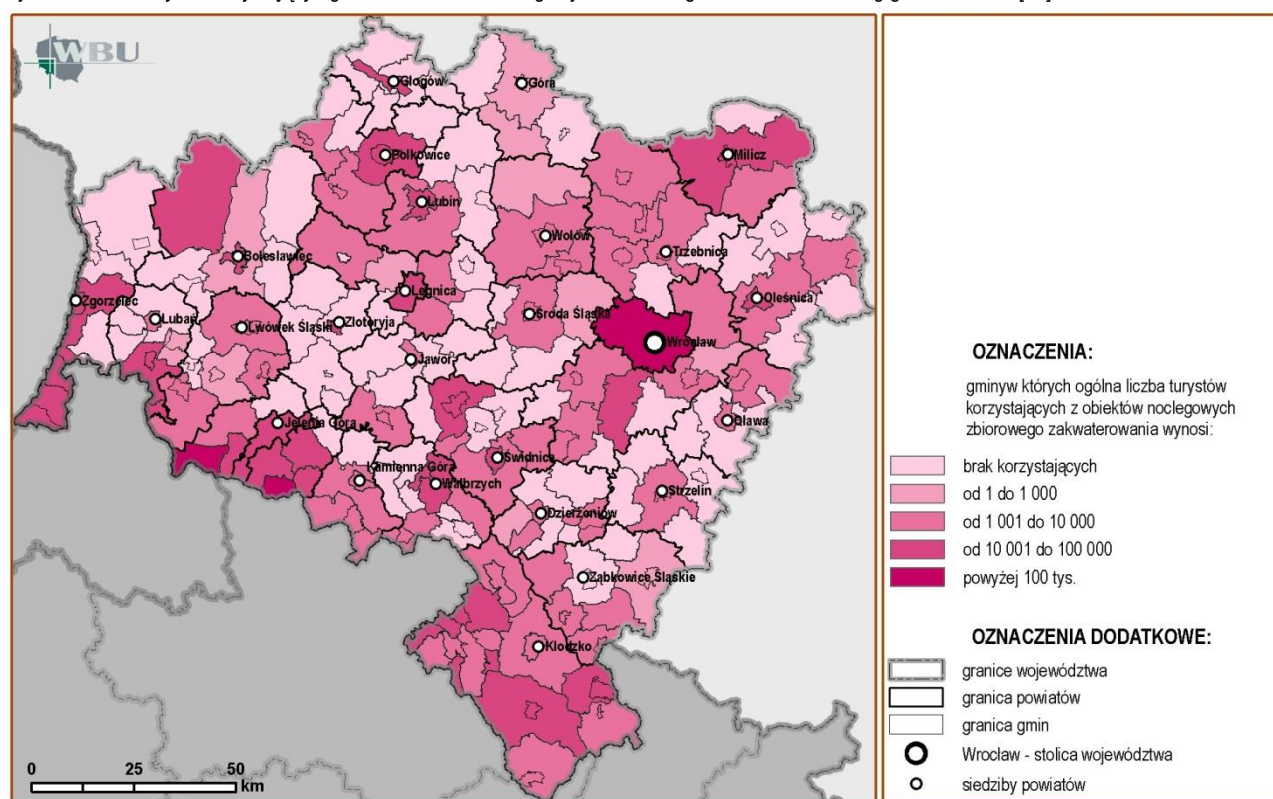 WBU
Głogów
Góra
Polkowice
Milicz
Lubin
Wołów
Trzebnica
Bolesławiec
Legnica
Oleśnica
Zgorzelec
Lubań
Lwówek Śląski
Złotoryja
Środa Śląska
Wrocław
Jawor
Jelenia Góra
Oława
Kamienna Góra
Świdnica
Wałbrzych
Strzelin
Dzierżoniów
Ząbkowice Śląskie
Kłodzko
0 25 50
km
OZNACZENIA:
gminyw których ogólna liczba turystów
korzystających z obiektów noclegowych
zbiorowego zakwaterowania wynosi:
brak korzystających
od 1 do 1 000
od 1 001 do 10 000
od 10 001 do 100 000
powyżej 100 tys.
OZNACZENIA DODATKOWE:
granice województwa
granica powiatów
granica gmin
Wrocław - stolica województwa
siedziby powiatów